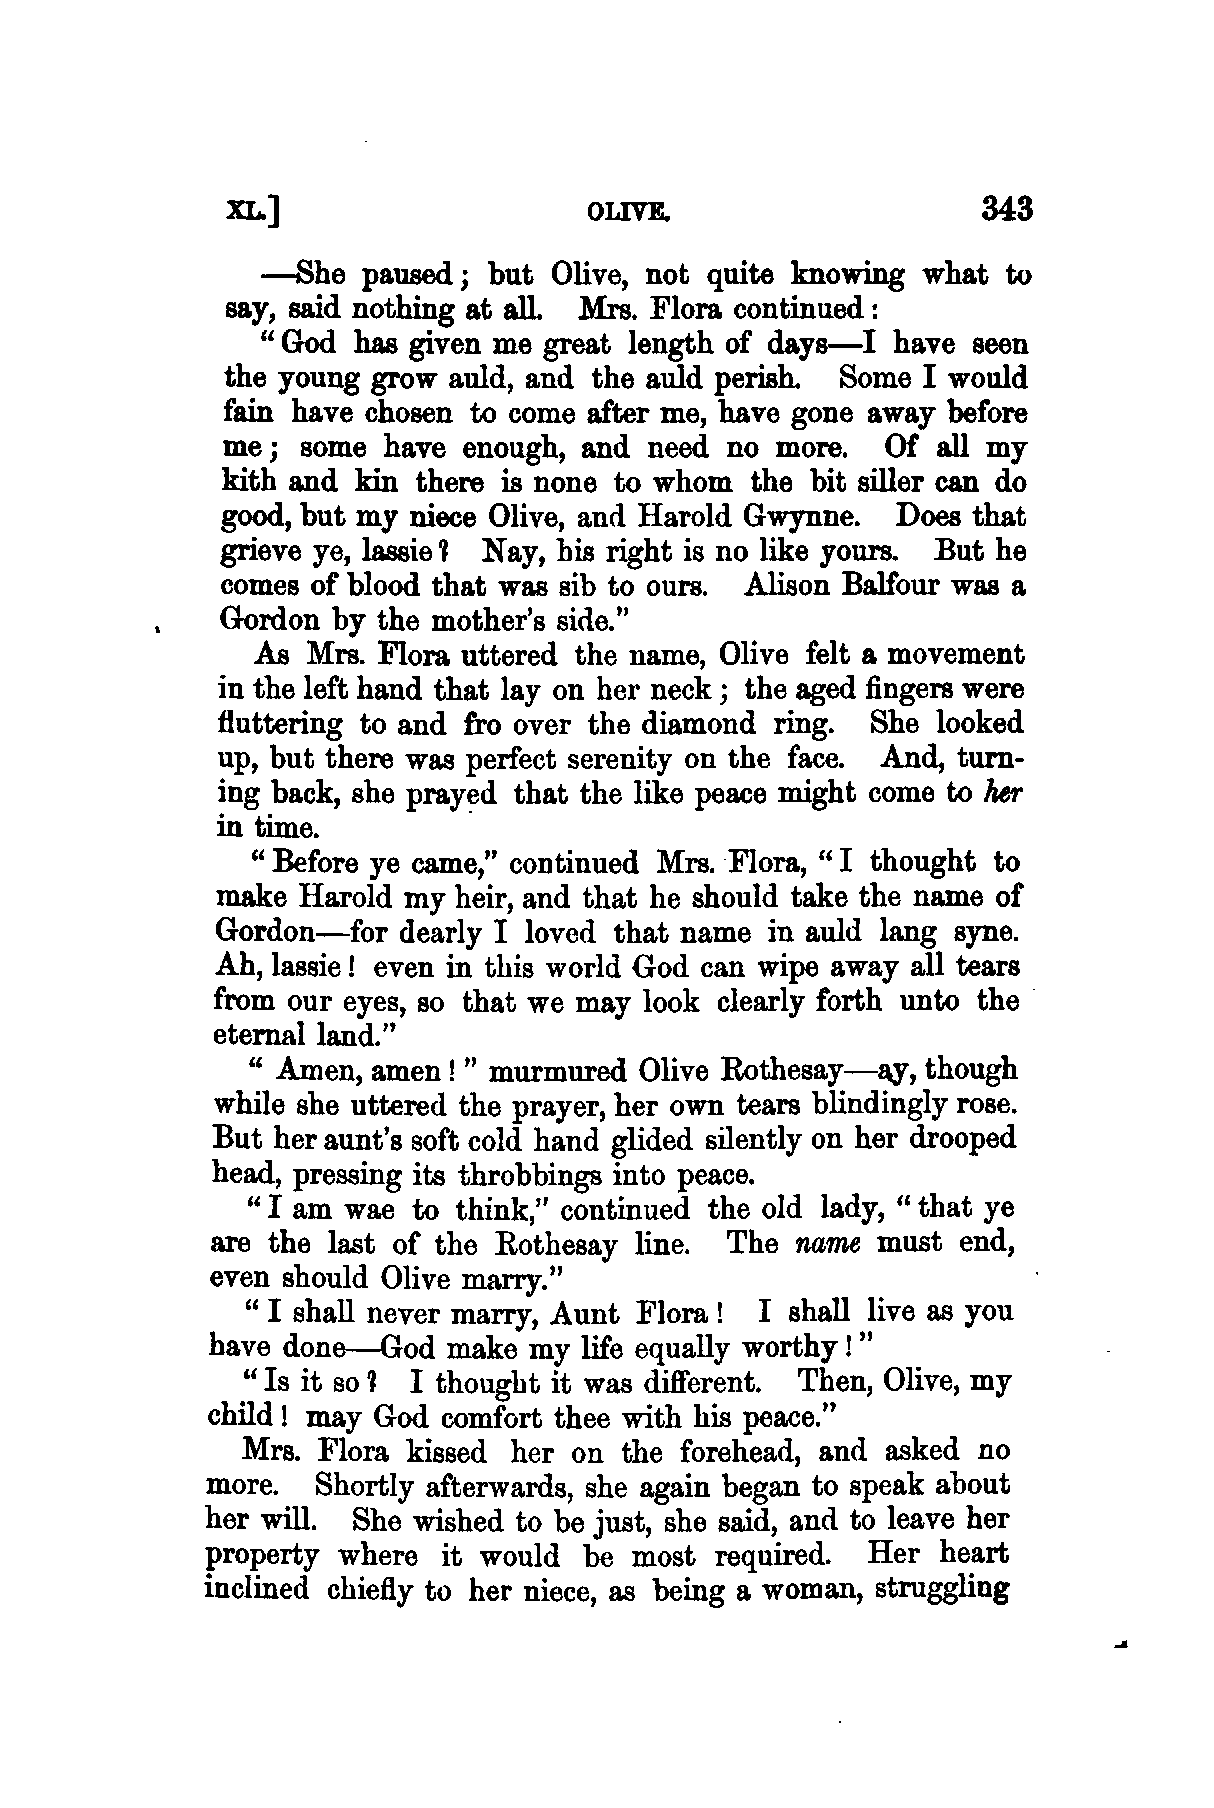 XL.] OLIVE. 343
—She paused; but Olive, not quite knowing what to
say, said nothing at all. Mrs. Flora continued:
"God has given me great length of days—I have seen
the young grow auld, and the auld perish. Some I would
fain have chosen to come after me, have gone away before
me; some have enough, and need no more. Of all my
kith and kin there is none to whom the bit siller can do
good, but my niece Olive, and Harold Gwynne. Does that
grieve ye, lassie? Nay, his right is no like yours. But he
comes of blood that was sib to ours. Alison Balfour was a
Gordon by the mother's side."
As Mrs. Flora uttered the name, Olive felt a movement
in the left hand that lay on her neck; the aged fingers were
fluttering to and fro over the diamond ring. She looked
up, but there was perfect serenity on the face. And, turn-
ing back, she prayed that the like peace might come to her
in time.
"Before ye came," continued Mrs. Flora, "I thought to
make Harold my heir, and that he should take the name of
Gordon—for dearly I loved that name in auld lang syne.
Ah, lassie! even in this world God can wipe away all tears
from our eyes, so that we may look clearly forth unto the
eternal land."
"Amen, amen!" murmured Olive Rothesay—ay, though
while she uttered the prayer, her own tears blindingly rose.
But her aunt's soft cold hand glided silently on her drooped
head, pressing its throbbings into peace.
"I am wae to think," continued the old lady, "that ye
are the last of the Rothesay line. The name must end,
even should Olive marry."
"I shall never marry, Aunt Flora! I shall live as you
have done—God make my life equally worthy!"
"Is it so? I thought it was different. Then, Olive, my
child! may God comfort thee with his peace."
Mrs. Flora kissed her on the forehead, and asked no
more. Shortly afterwards, she again began to speak about
her will. She wished to be just, she said, and to leave her
property where it would be most required. Her heart
inclined chiefly to her niece, as being a woman, struggling